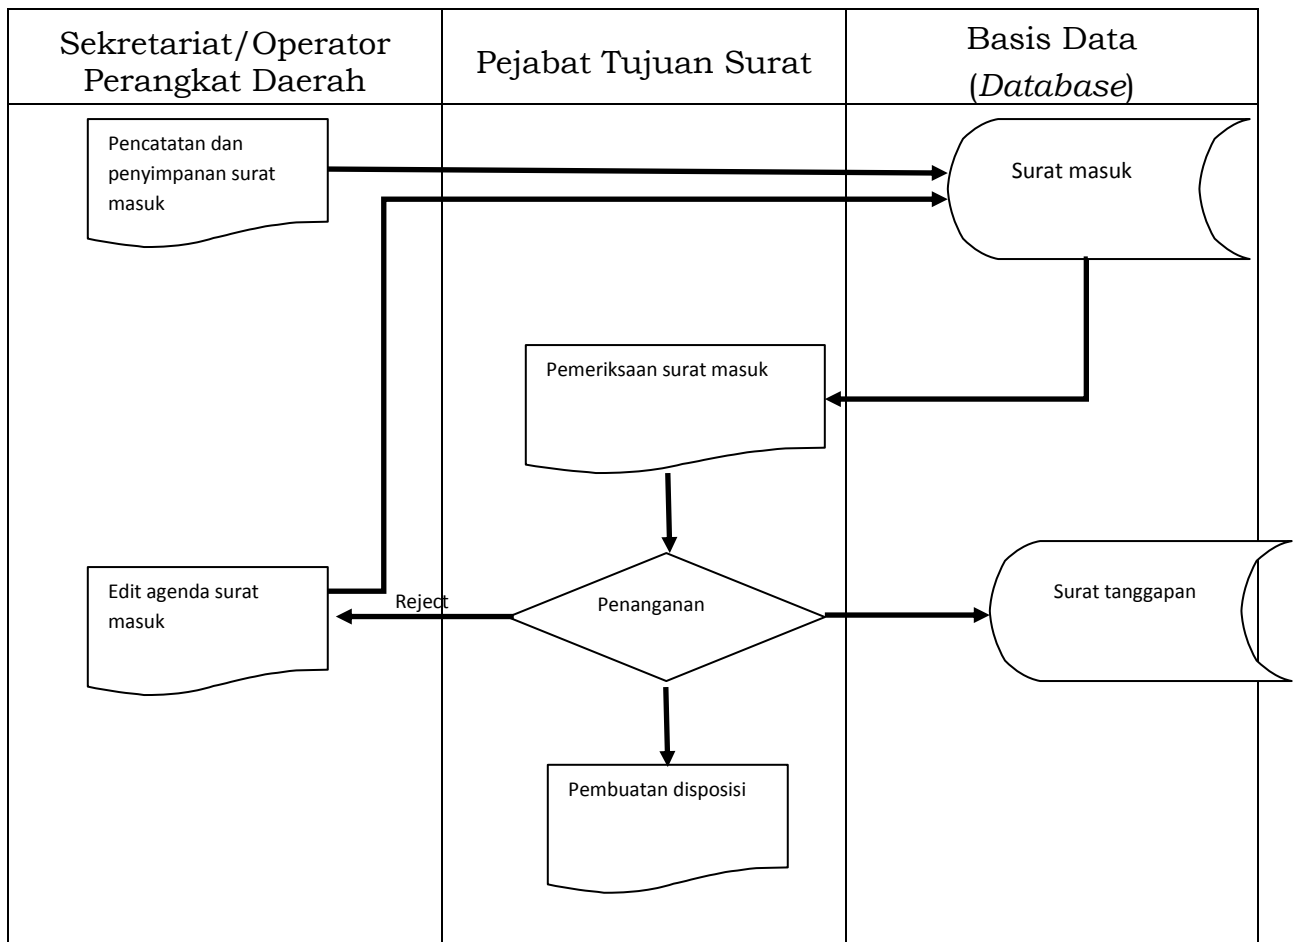 Sekretariat/Operator
Perangkat Daerah
Pejabat Tujuan Surat
Basis Data
(Database)
Pencatatan dan
penyimpanan surat
masuk
Surat masuk
Pemeriksaan surat masuk
Edit agenda surat
masuk
Reject
Penanganan
Surat tanggapan
Pembuatan disposisi